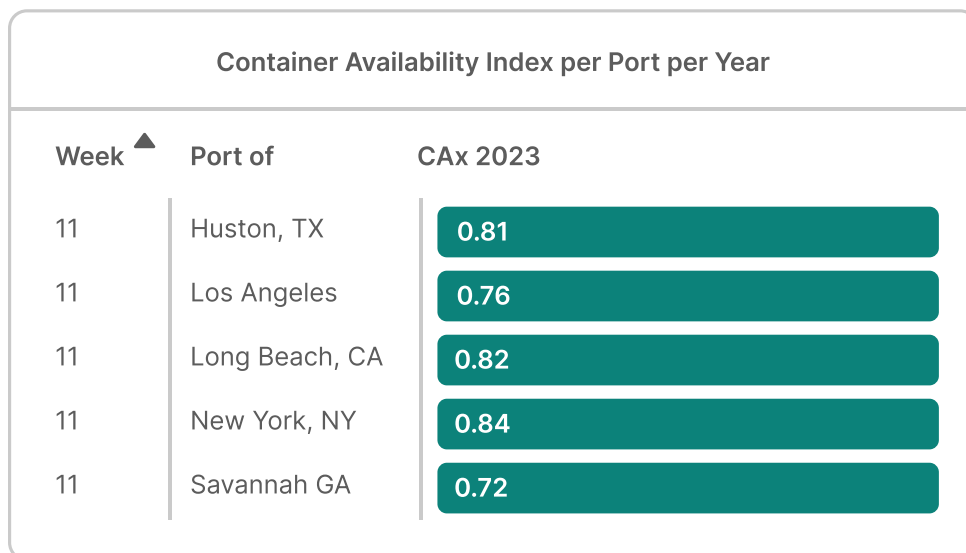 Container Availability Index per Port per Year
Week Port of CAx 2023
11 Huston, TX 0.81
11 Los Angeles 0.76
11 Long Beach, CA 0.82
11 New York, NY 0.84
11 Savannah GA 0.72